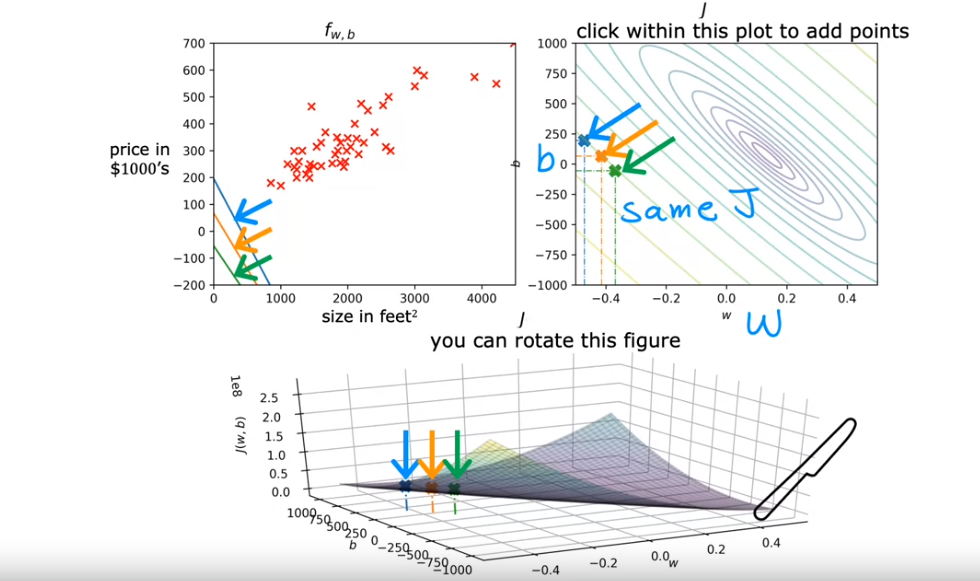 f_{w,b}
700
600
500
400
300
200
100
0
−100
−200
price in
$1000's
0 1000 2000 3000 4000
size in feet²
J
click within this plot to add points
1000
750
500
250
0
−250
−500
−750
−1000
b
b
same J
−0.4 −0.2 0.0 0.2 0.4
w
W
J
you can rotate this figure
1e8
2.5
2.0
1.5
1.0
0.5
0.0
J(w, b)
1000
750
500
250
0
−250
−500
−750
−1000
b
−0.4 −0.2 0.0 0.2 0.4
w